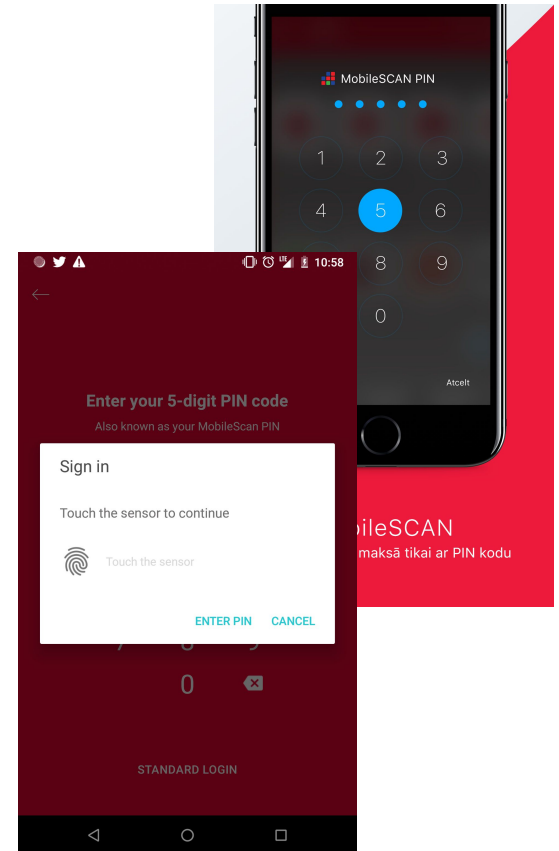 MobileSCAN PIN
1 2 3
4 5 6
8 9
0
Atcelt
ileSCAN
maksā tikai ar PIN kodu
LTE 10:58
Enter your 5-digit PIN code
Also known as your MobileScan PIN
Sign in
Touch the sensor to continue
Touch the sensor
ENTER PIN CANCEL
0
STANDARD LOGIN